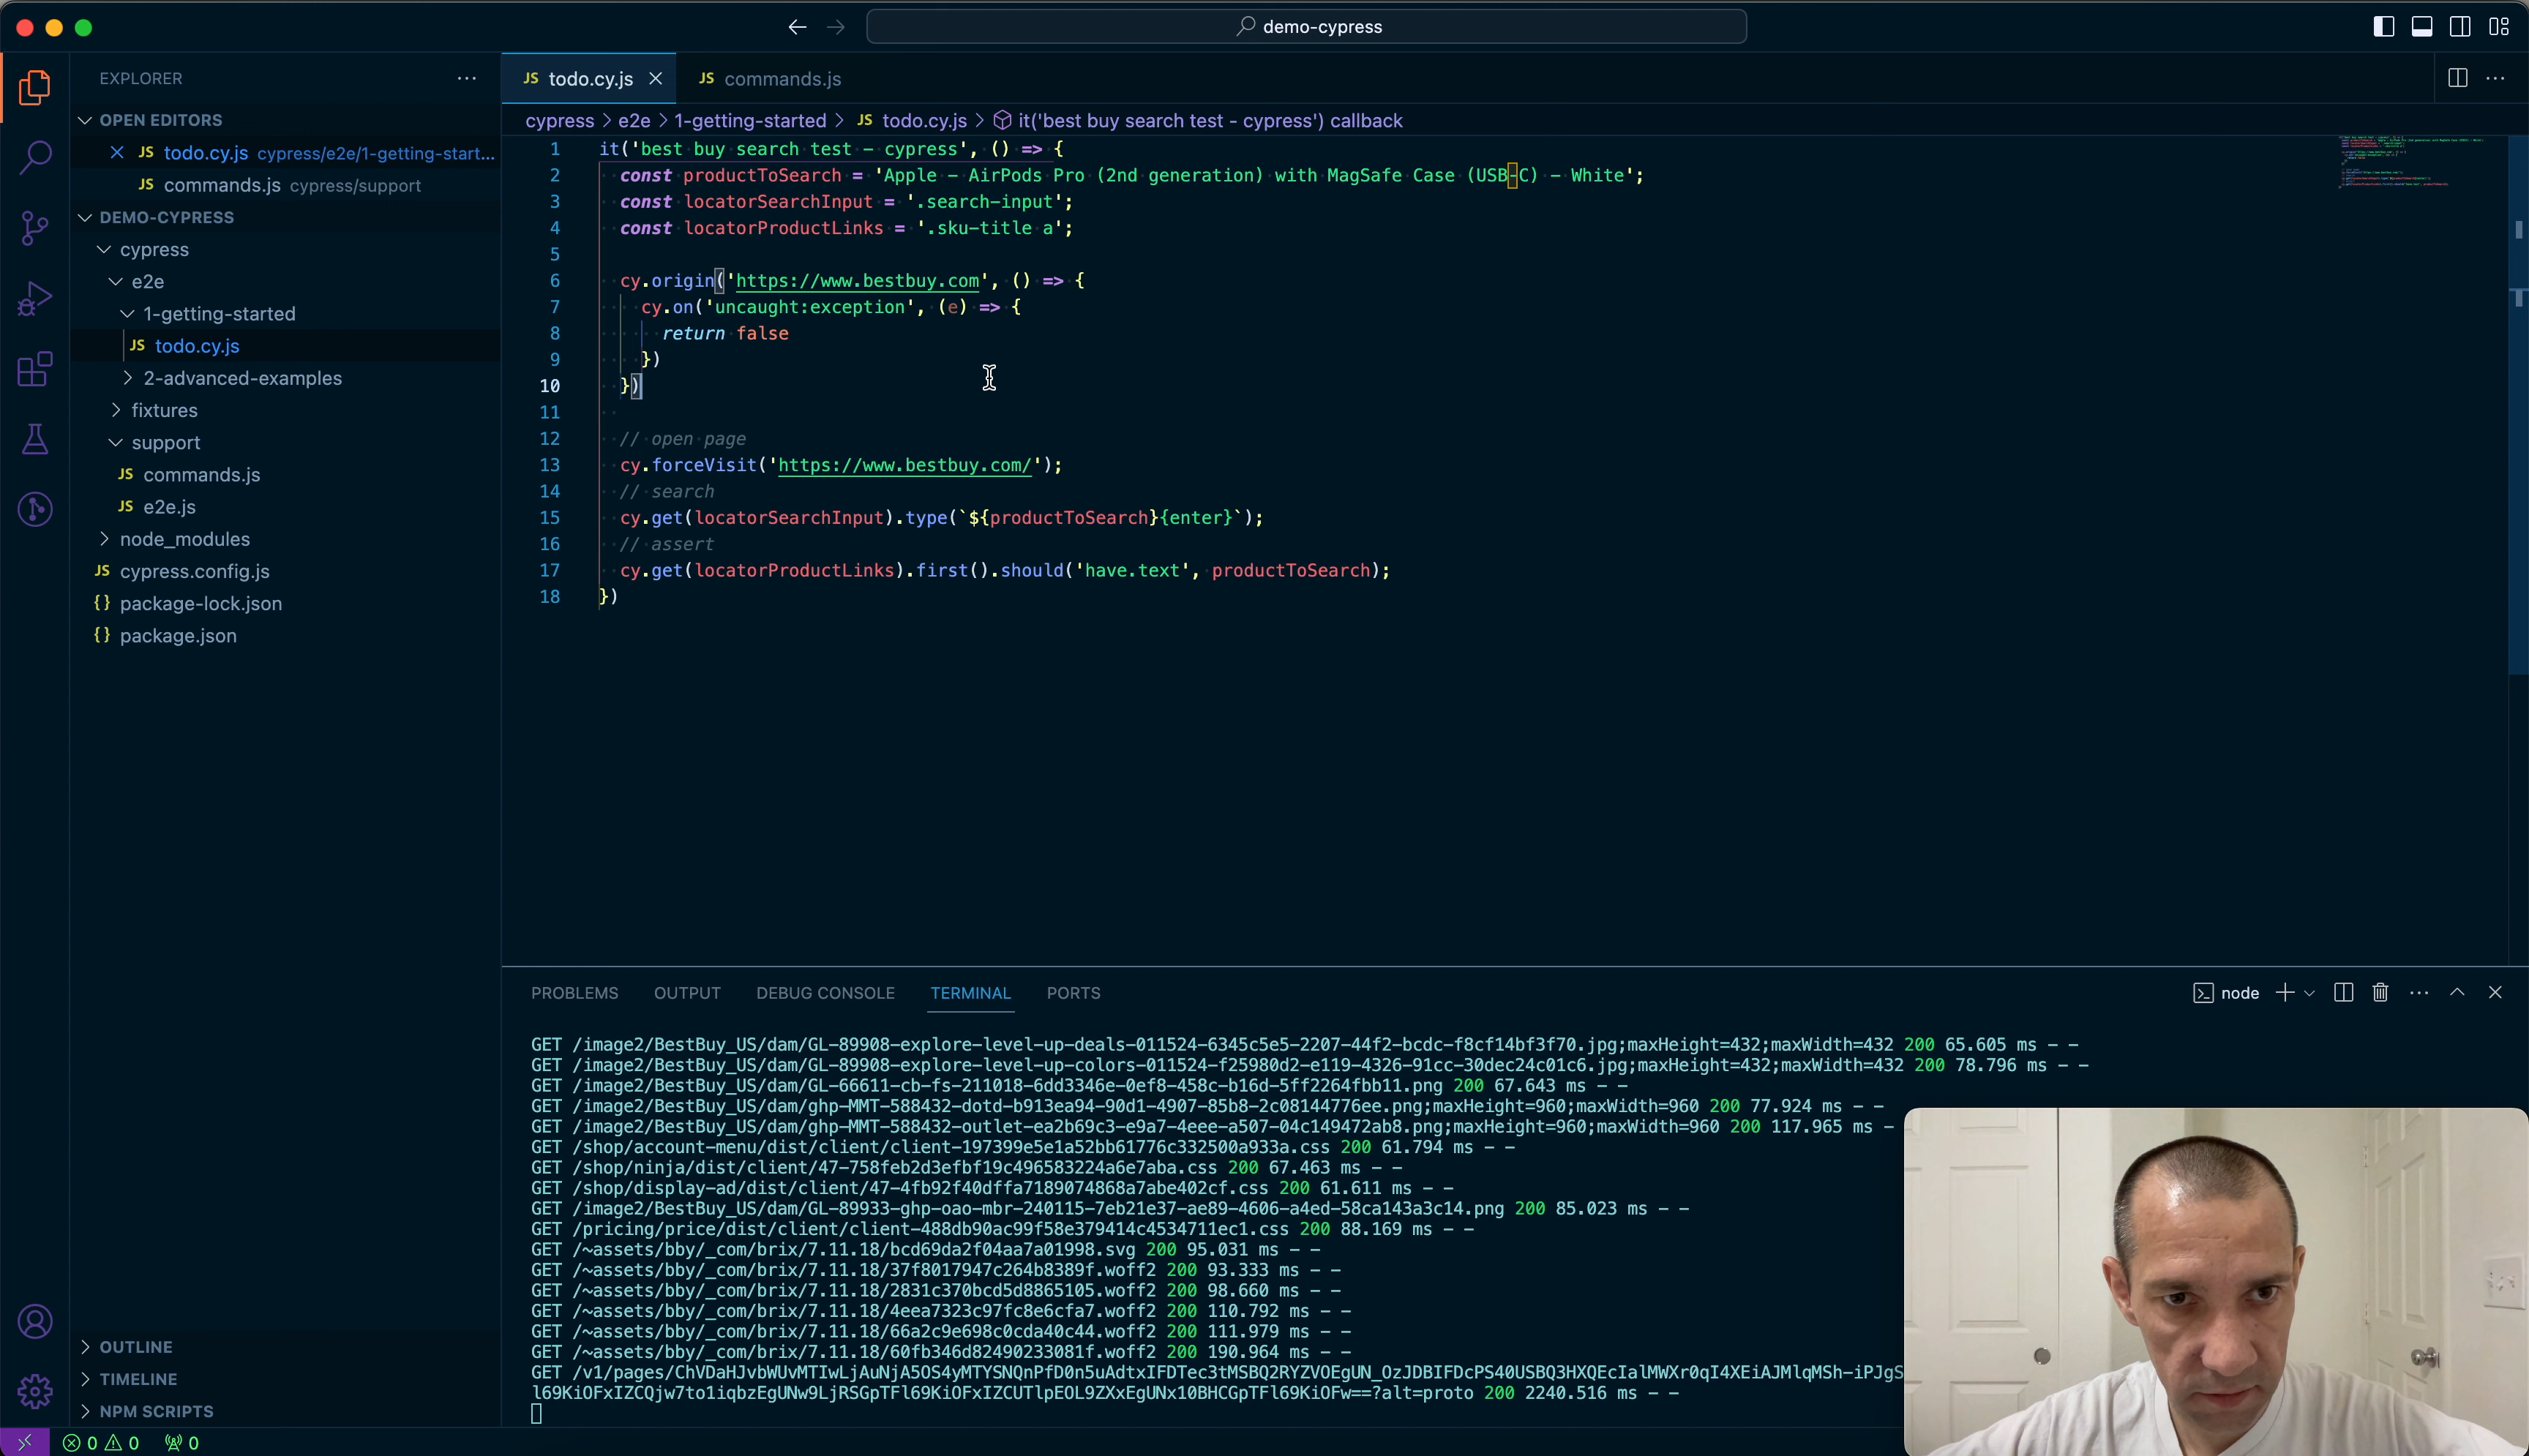 demo-cypress
EXPLORER
OPEN EDITORS
JS todo.cy.js cypress/e2e/1-getting-start...
JS commands.js cypress/support
DEMO-CYPRESS
cypress
e2e
1-getting-started
JS todo.cy.js
2-advanced-examples
fixtures
support
JS commands.js
JS e2e.js
node_modules
JS cypress.config.js
{} package-lock.json
{} package.json
OUTLINE
TIMELINE
NPM SCRIPTS
0 0 0
JS todo.cy.js JS commands.js
cypress > e2e > 1-getting-started > JS todo.cy.js > it('best buy search test - cypress') callback
1 it('best buy search test - cypress', () => {
2 const productToSearch = 'Apple - AirPods Pro (2nd generation) with MagSafe Case (USB‑C) - White';
3 const locatorSearchInput = '.search-input';
4 const locatorProductLinks = '.sku-title a';
5
6 cy.origin('https://www.bestbuy.com', () => {
7 cy.on('uncaught:exception', (e) => {
8 return false
9 })
10 })
11
12 // open page
13 cy.forceVisit('https://www.bestbuy.com/');
14 // search
15 cy.get(locatorSearchInput).type(`${productToSearch}{enter}`);
16 // assert
17 cy.get(locatorProductLinks).first().should('have.text', productToSearch);
18 })
PROBLEMS OUTPUT DEBUG CONSOLE TERMINAL PORTS
node
GET /image2/BestBuy_US/dam/GL-89908-explore-level-up-deals-011524-6345c5e5-2207-44f2-bcdc-f8cf14bf3f70.jpg;maxHeight=432;maxWidth=432 200 65.605 ms - -
GET /image2/BestBuy_US/dam/GL-89908-explore-level-up-colors-011524-f25980d2-e119-4326-91cc-30dec24c01c6.jpg;maxHeight=432;maxWidth=432 200 78.796 ms - -
GET /image2/BestBuy_US/dam/GL-66611-cb-fs-211018-6dd3346e-0ef8-458c-b16d-5ff2264fbb11.png 200 67.643 ms - -
GET /image2/BestBuy_US/dam/ghp-MMT-588432-dotd-b913ea94-90d1-4907-85b8-2c08144776ee.png;maxHeight=960;maxWidth=960 200 77.924 ms - -
GET /image2/BestBuy_US/dam/ghp-MMT-588432-outlet-ea2b69c3-e9a7-4eee-a507-04c149472ab8.png;maxHeight=960;maxWidth=960 200 117.965 ms -
GET /shop/account-menu/dist/client/client-197399e5e1a52bb61776c332500a933a.css 200 61.794 ms - -
GET /shop/ninja/dist/client/47-758feb2d3efbf19c496583224a6e7aba.css 200 67.463 ms - -
GET /shop/display-ad/dist/client/47-4fb92f40dffa7189074868a7abe402cf.css 200 61.611 ms - -
GET /image2/BestBuy_US/dam/GL-89933-ghp-oao-mbr-240115-7eb21e37-ae89-4606-a4ed-58ca143a3c14.png 200 85.023 ms - -
GET /pricing/price/dist/client/client-488db90ac99f58e379414c4534711ec1.css 200 88.169 ms - -
GET /~assets/bby/_com/brix/7.11.18/bcd69da2f04aa7a01998.svg 200 95.031 ms - -
GET /~assets/bby/_com/brix/7.11.18/37f8017947c264b8389f.woff2 200 93.333 ms - -
GET /~assets/bby/_com/brix/7.11.18/2831c370bcd5d8865105.woff2 200 98.660 ms - -
GET /~assets/bby/_com/brix/7.11.18/4eea7323c97fc8e6cfa7.woff2 200 110.792 ms - -
GET /~assets/bby/_com/brix/7.11.18/66a2c9e698c0cda40c44.woff2 200 111.979 ms - -
GET /~assets/bby/_com/brix/7.11.18/60fb346d82490233081f.woff2 200 190.964 ms - -
GET /v1/pages/ChVDaHJvbWUvMTIwLjAuNjA5OS4yMTYSNQnPfD0n5uAdtxIFDTec3tMSBQ2RYZVOEgUN_OzJDBIFDcPS40USBQ3HXQEcIalMWXr0qI4XEiAJMlqMSh-iPJgS
l69KiOFxIZCQjw7to1iqbzEgUNw9LjRSGpTFl69KiOFxIZCUTlpEOL9ZXxEgUNx10BHCGpTFl69KiOFw==?alt=proto 200 2240.516 ms - -